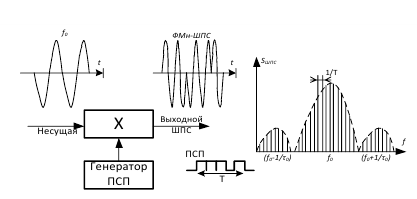 f₀
t
ФМн-ШПС
t
Sшпс
1/T
f
(f₀-1/τ₀)
f₀
(f₀+1/τ₀)
Несущая
X
Выходной
ШПС
Генератор
ПСП
ПСП
T